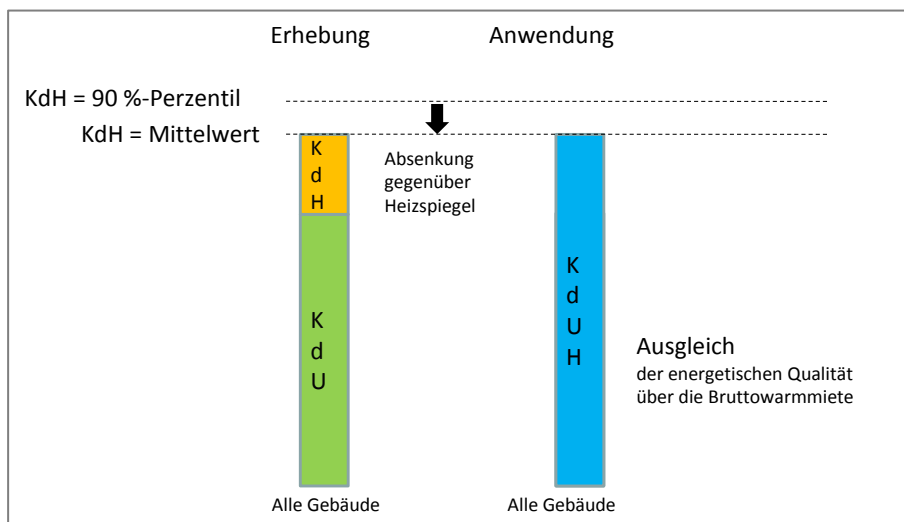 Erhebung
Anwendung
KdH = 90 %-Perzentil
KdH = Mittelwert
K
d
H
Absenkung
gegenüber
Heizspiegel
K
d
U
K
d
U
H
Ausgleich
der energetischen Qualität
über die Bruttowarmmiete
Alle Gebäude
Alle Gebäude